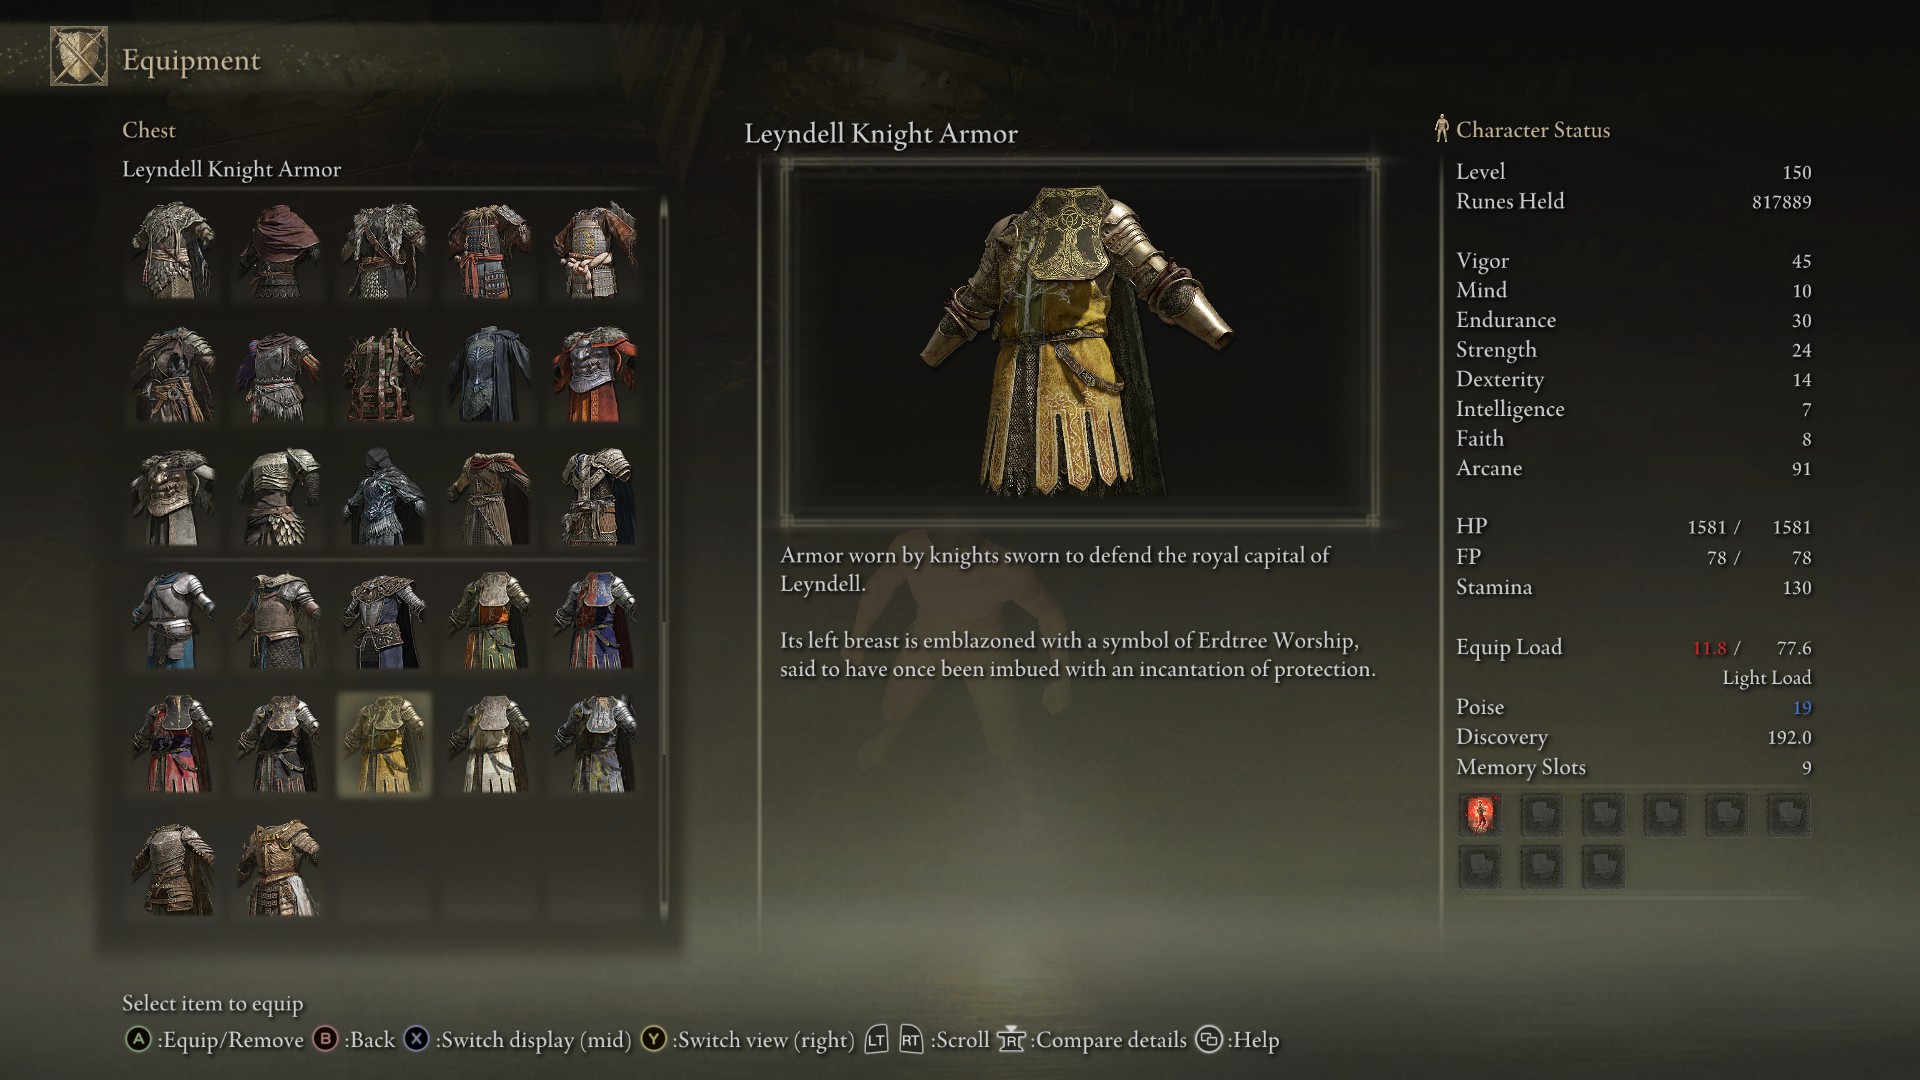 Equipment
Chest
Leyndell Knight Armor
Leyndell Knight Armor
Armor worn by knights sworn to defend the royal capital of
Leyndell.
Its left breast is emblazoned with a symbol of Erdtree Worship,
said to have once been imbued with an incantation of protection.
Character Status
Level 150
Runes Held 817889
Vigor 45
Mind 10
Endurance 30
Strength 24
Dexterity 14
Intelligence 7
Faith 8
Arcane 91
HP 1581 / 1581
FP 78 / 78
Stamina 130
Equip Load 11.8 / 77.6
Light Load
Poise 19
Discovery 192.0
Memory Slots 9
Select item to equip
A :Equip/Remove B :Back X :Switch display (mid) Y :Switch view (right) LT RT :Scroll R :Compare details :Help